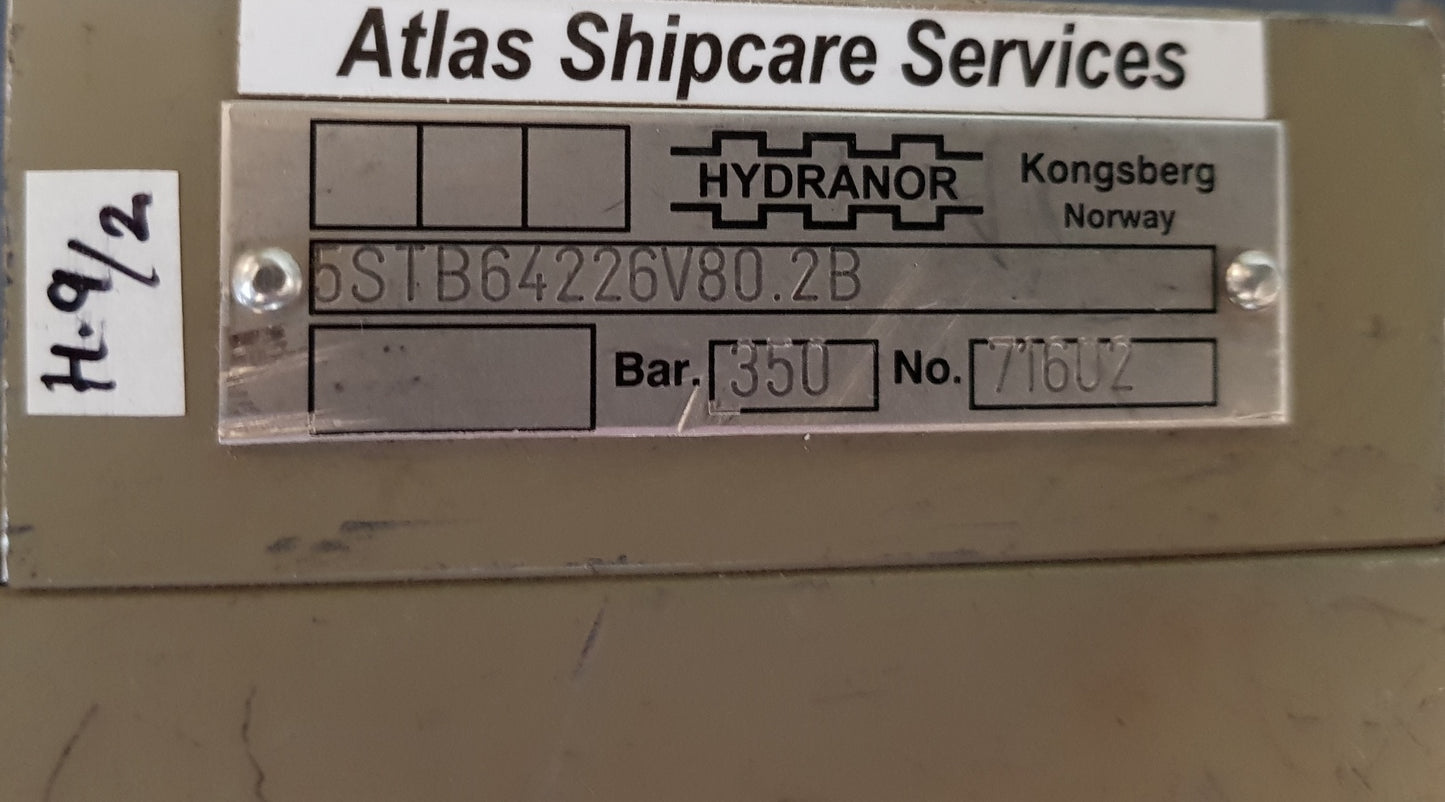 Atlas Shipcare Services
HYDRANOR
Kongsberg
Norway
5STB64226V80.2B
Bar. 350 No. 71602
H-9/2